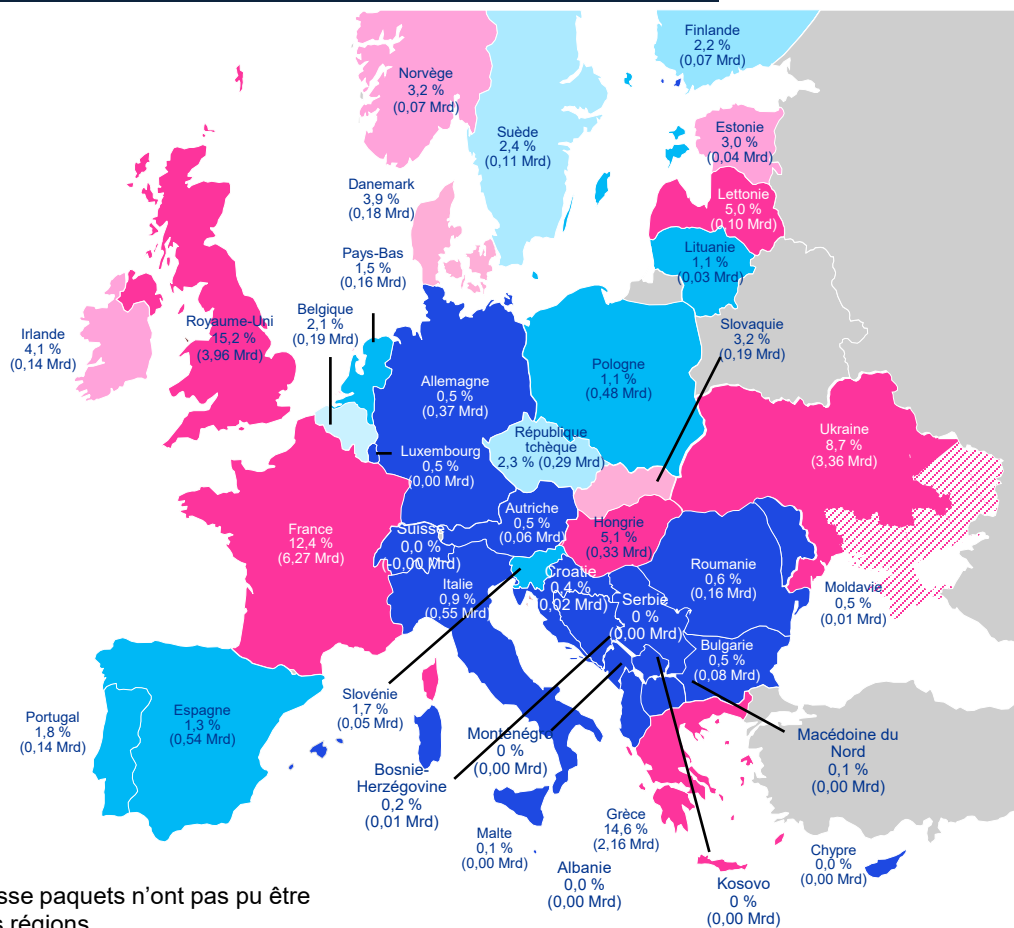 Finlande
2,2 %
(0,07 Mrd)
Norvège
3,2 %
(0,07 Mrd)
Suède
2,4 %
(0,11 Mrd)
Estonie
3,0 %
(0,04 Mrd)
Danemark
3,9 %
(0,18 Mrd)
Lettonie
5,0 %
(0,10 Mrd)
Pays-Bas
1,5 %
(0,16 Mrd)
Lituanie
1,1 %
(0,03 Mrd)
Belgique
2,1 %
(0,19 Mrd)
Royaume-Uni
15,2 %
(3,96 Mrd)
Irlande
4,1 %
(0,14 Mrd)
Slovaquie
3,2 %
(0,19 Mrd)
Pologne
1,1 %
(0,48 Mrd)
Allemagne
0,5 %
(0,37 Mrd)
République
tchèque
2,3 % (0,29 Mrd)
Ukraine
8,7 %
(3,36 Mrd)
Luxembourg
0,5 %
(0,00 Mrd)
Autriche
0,5 %
(0,06 Mrd)
Hongrie
5,1 %
(0,33 Mrd)
France
12,4 %
(6,27 Mrd)
Suisse
0,0 %
(-0,00 Mrd)
Italie
0,9 %
(0,55 Mrd)
Croatie
0,4 %
(0,02 Mrd)
Serbie
0 %
(0,00 Mrd)
Roumanie
0,6 %
(0,16 Mrd)
Moldavie
0,5 %
(0,01 Mrd)
Bulgarie
0,5 %
(0,08 Mrd)
Slovénie
1,7 %
(0,05 Mrd)
Portugal
1,8 %
(0,14 Mrd)
Espagne
1,3 %
(0,54 Mrd)
Monténégro
0 %
(0,00 Mrd)
Macédoine du
Nord
0,1 %
(0,00 Mrd)
Bosnie-
Herzégovine
0,2 %
(0,01 Mrd)
Malte
0,1 %
(0,00 Mrd)
Grèce
14,6 %
(2,16 Mrd)
Albanie
0,0 %
(0,00 Mrd)
Chypre
0,0 %
(0,00 Mrd)
Kosovo
0 %
(0,00 Mrd)
sse paquets n’ont pas pu être
s régions